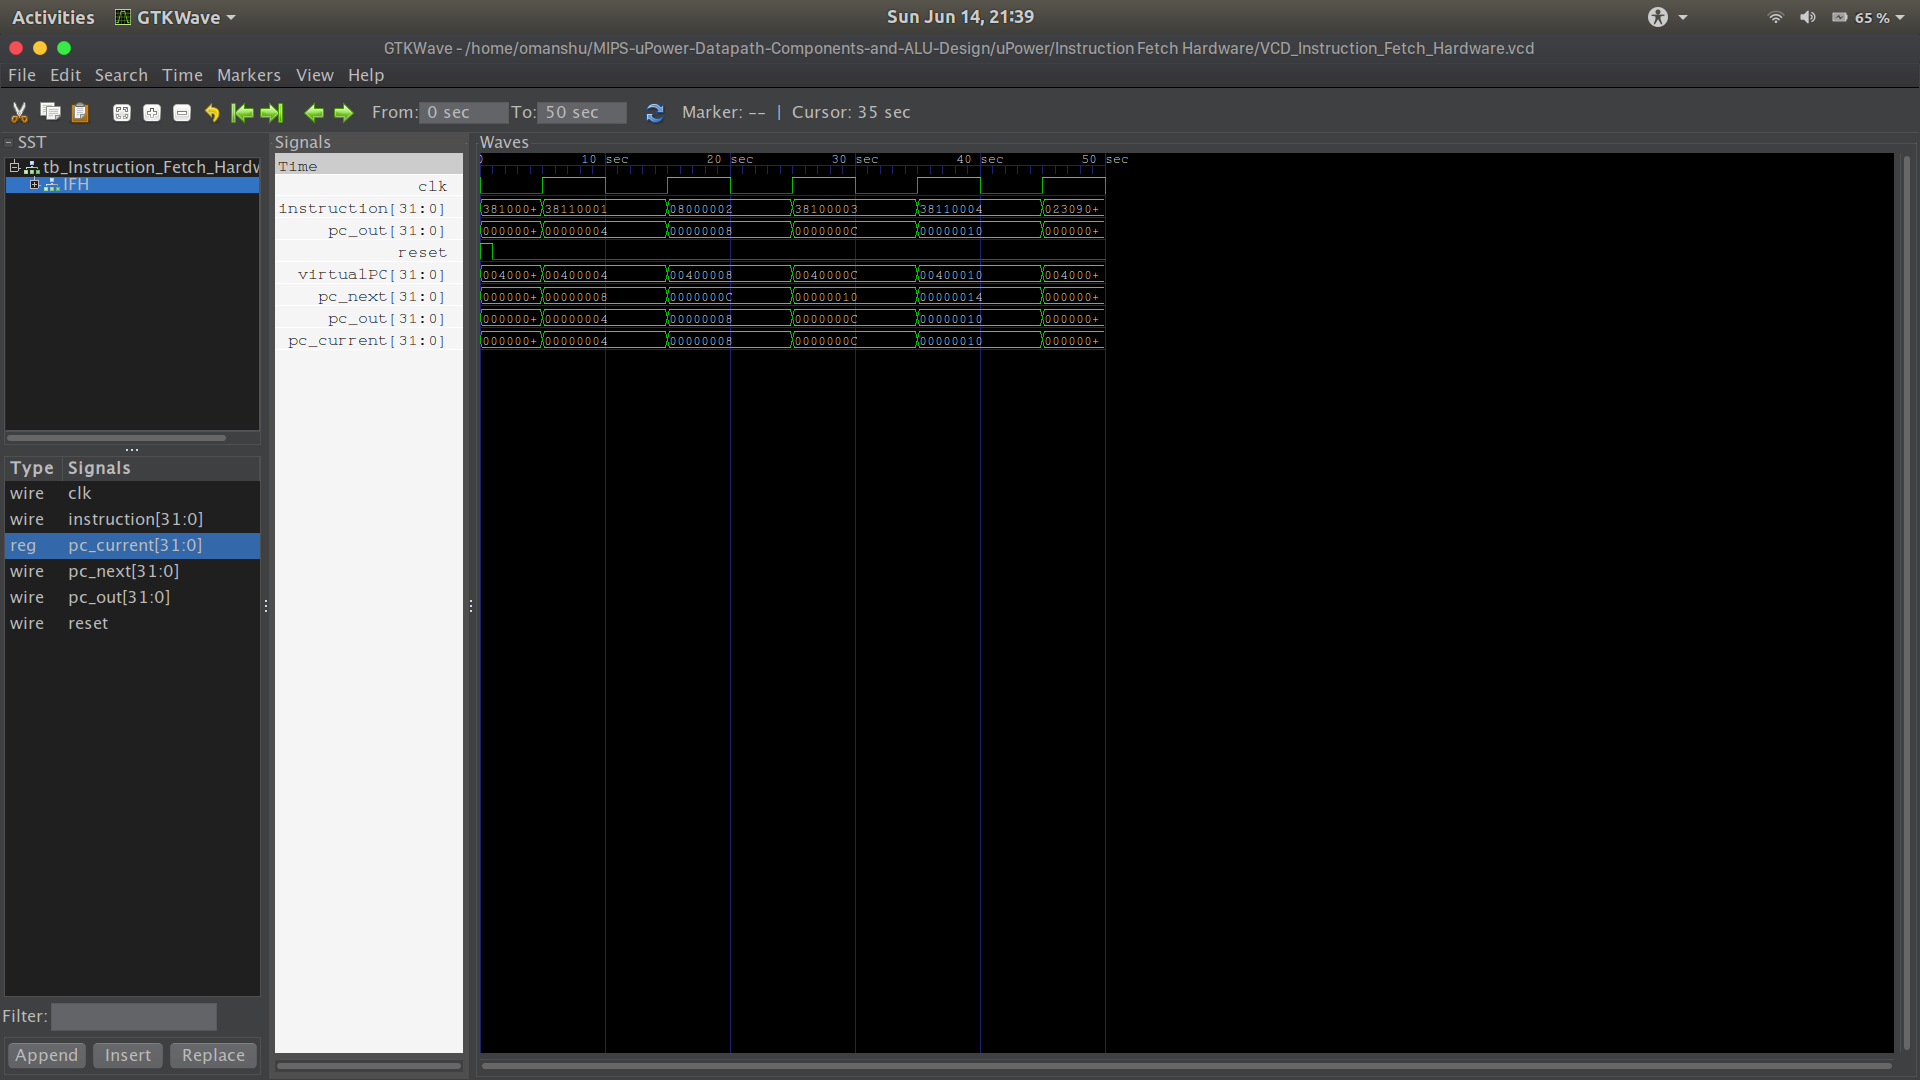 Activities GTKWave Sun Jun 14, 21:39 65 %
GTKWave - /home/omanshu/MIPS-uPower-Datapath-Components-and-ALU-Design/uPower/Instruction Fetch Hardware/VCD_Instruction_Fetch_Hardware.vcd
File Edit Search Time Markers View Help
From: 0 sec To: 50 sec Marker: -- | Cursor: 35 sec
SST
tb_Instruction_Fetch_Hardw
IFH
Type Signals
wire clk
wire instruction[31:0]
reg pc_current[31:0]
wire pc_next[31:0]
wire pc_out[31:0]
wire reset
Filter:
Append Insert Replace
Signals
Time
clk
instruction[31:0]
pc_out[31:0]
reset
virtualPC[31:0]
pc_next[31:0]
pc_out[31:0]
pc_current[31:0]
Waves
0 10 sec 20 sec 30 sec 40 sec 50 sec
381000+ 38110001 08000002 38100003 38110004 023090+
000000+ 00000004 00000008 0000000C 00000010 000000+
004000+ 00400004 00400008 0040000C 00400010 004000+
000000+ 00000008 0000000C 00000010 00000014 000000+
000000+ 00000004 00000008 0000000C 00000010 000000+
000000+ 00000004 00000008 0000000C 00000010 000000+